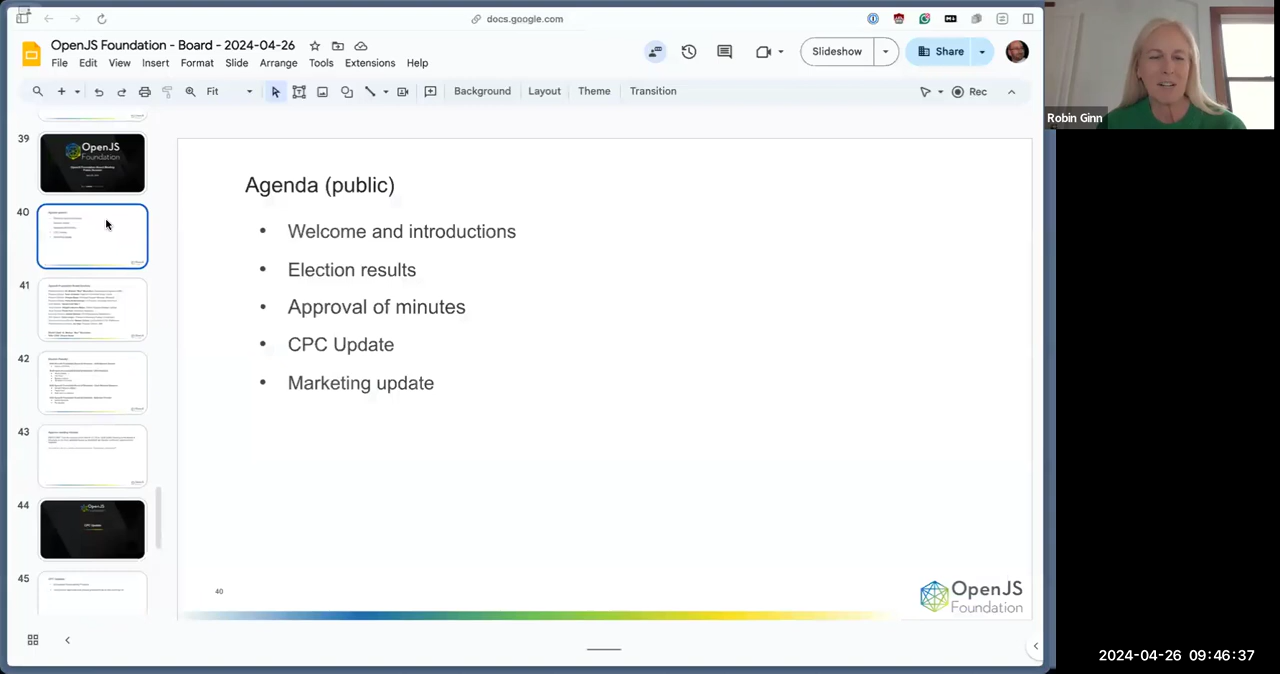 docs.google.com
OpenJS Foundation - Board - 2024-04-26
File Edit View Insert Format Slide Arrange Tools Extensions Help
Slideshow
Share
Fit
Background Layout Theme Transition
Rec
Robin Ginn
39
OpenJS
Foundation
40
41
42
43
44
OpenJS
CPC Update
45
Agenda (public)
• Welcome and introductions
• Election results
• Approval of minutes
• CPC Update
• Marketing update
40
OpenJS
Foundation
2024-04-26 09:46:37